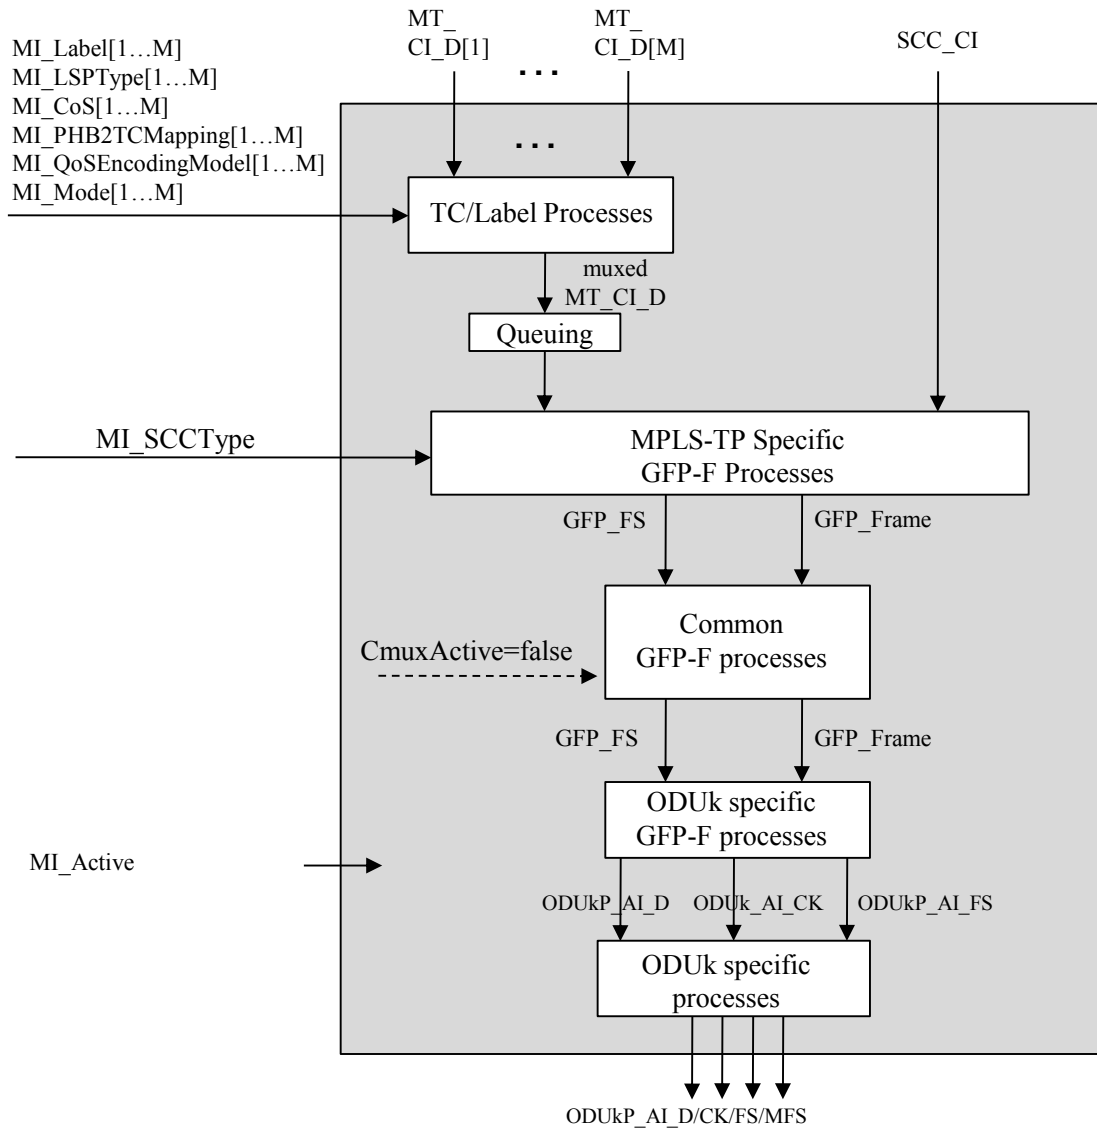 MT_
CI_D[1]
MT_
CI_D[M]
SCC_CI
. . .
MI_Label[1…M]
MI_LSPType[1…M]
MI_CoS[1…M]
MI_PHB2TCMapping[1…M]
MI_QoSEncodingModel[1…M]
MI_Mode[1…M]
. . .
TC/Label Processes
muxed
MT_CI_D
Queuing
MI_SCCType
MPLS-TP Specific
GFP-F Processes
GFP_FS
GFP_Frame
Common
GFP-F processes
CmuxActive=false
GFP_FS
GFP_Frame
ODUk specific
GFP-F processes
MI_Active
ODUkP_AI_D
ODUk_AI_CK
ODUkP_AI_FS
ODUk specific
processes
ODUkP_AI_D/CK/FS/MFS